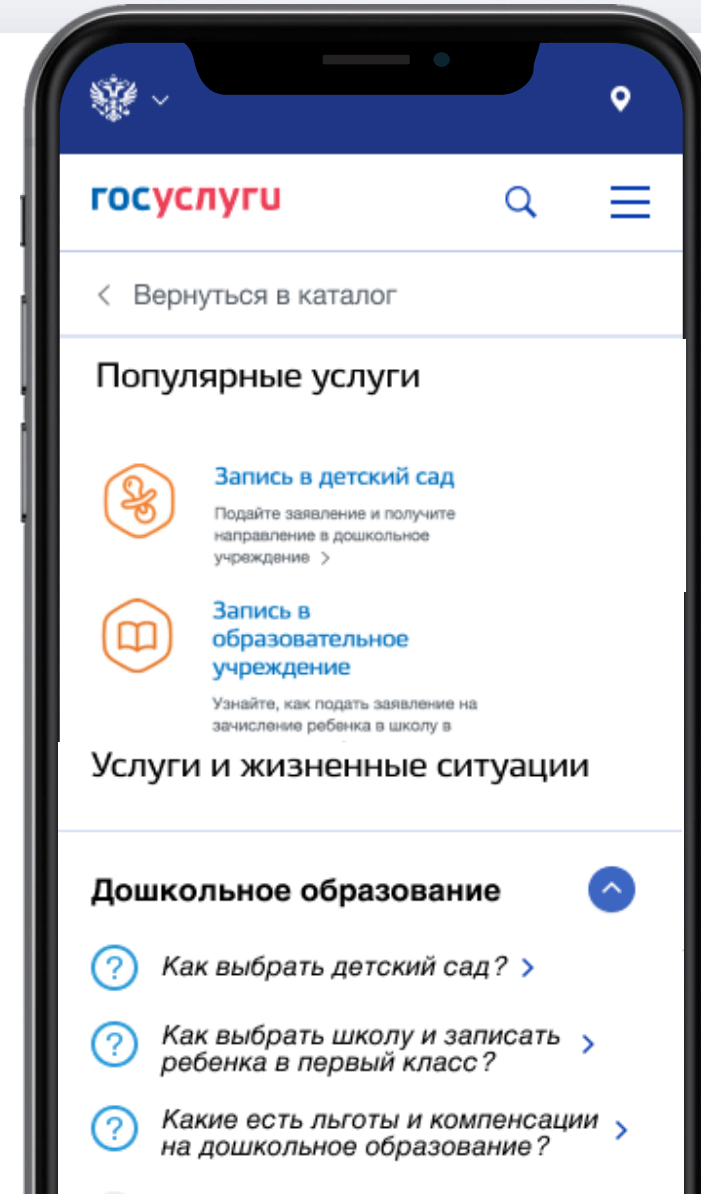 госуслуги
Вернуться в каталог
Популярные услуги
Запись в детский сад
Подайте заявление и получите
направление в дошкольное
учреждение
Запись в
образовательное
учреждение
Узнайте, как подать заявление на
зачисление ребенка в школу в
Услуги и жизненные ситуации
Дошкольное образование
Как выбрать детский сад?
Как выбрать школу и записать
ребенка в первый класс?
Какие есть льготы и компенсации
на дошкольное образование?